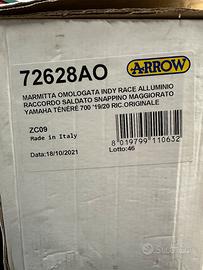 72628AO
ARROW
MARMITTA OMOLOGATA INDY RACE ALLUMINIO
RACCORDO SALDATO SNAPPINO MAGGIORATO
YAMAHA TÉNÉRÉ 700 '19/20 RIC.ORIGINALE
ZC09
Made in Italy
8 019799 110632
Data:18/10/2021
Lotto:46
subito